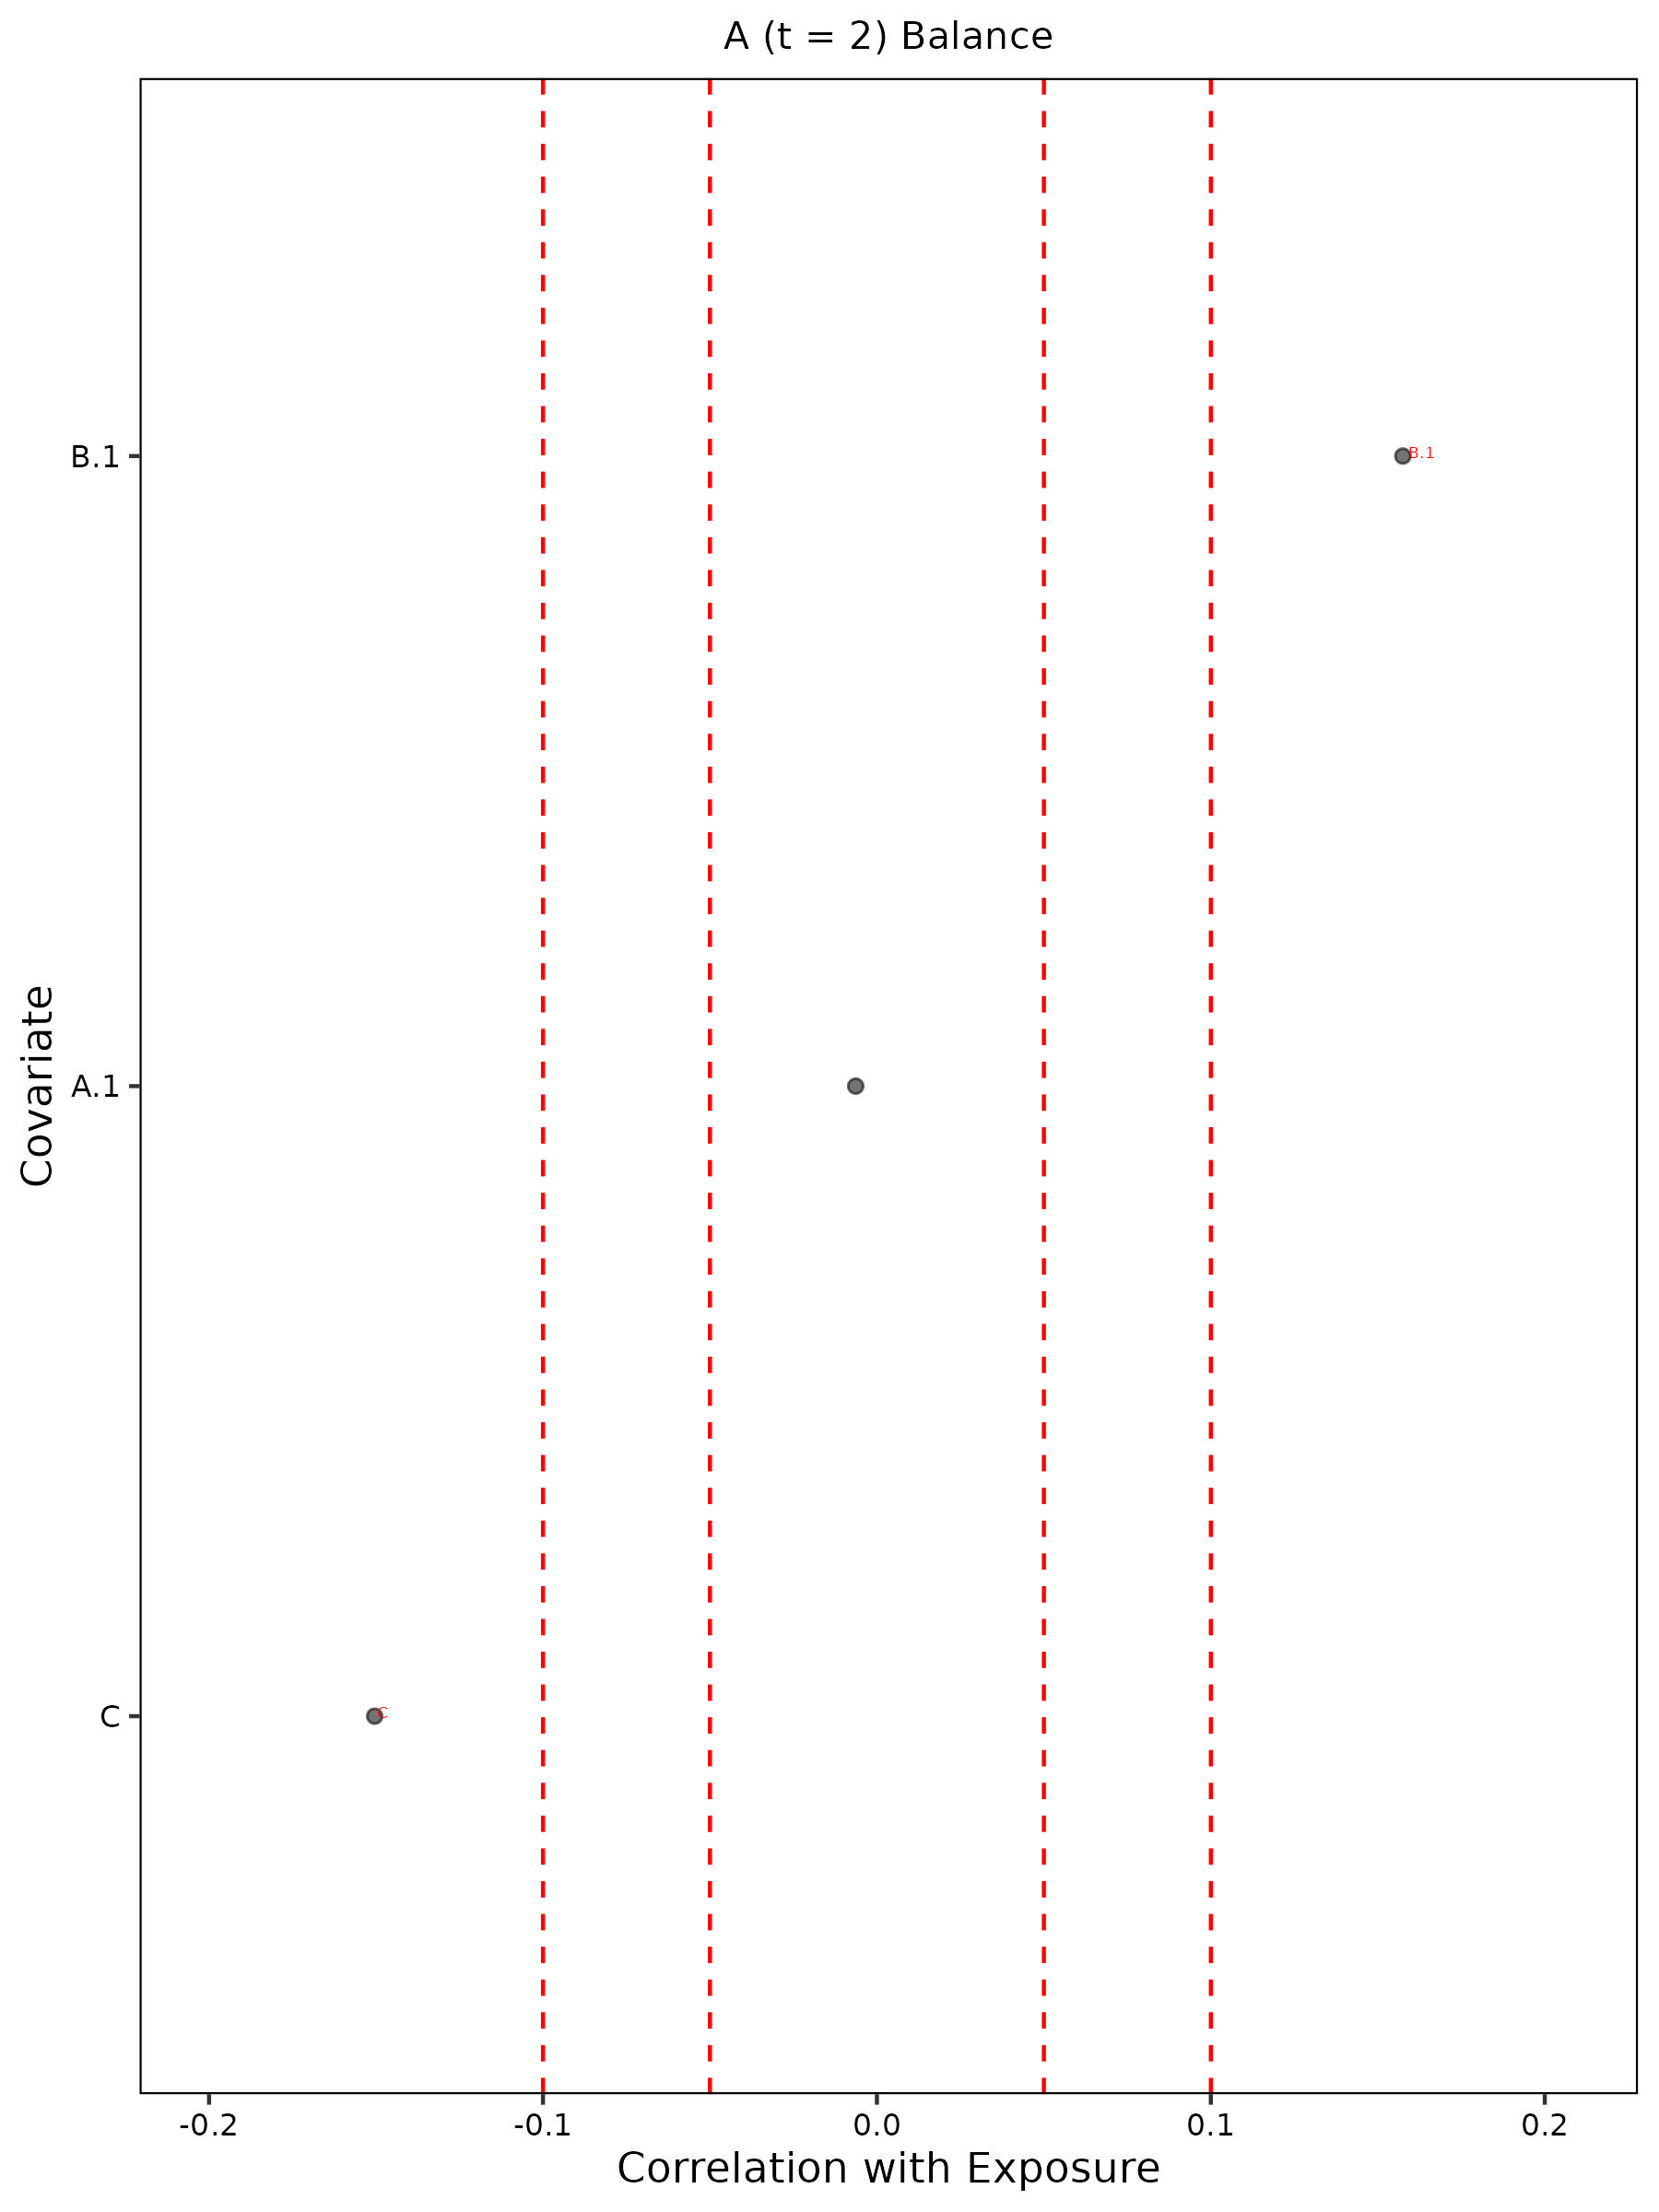 A (t = 2) Balance
Covariate
B.1
B.1
A.1
C
C
-0.2
-0.1
0.0
0.1
0.2
Correlation with Exposure